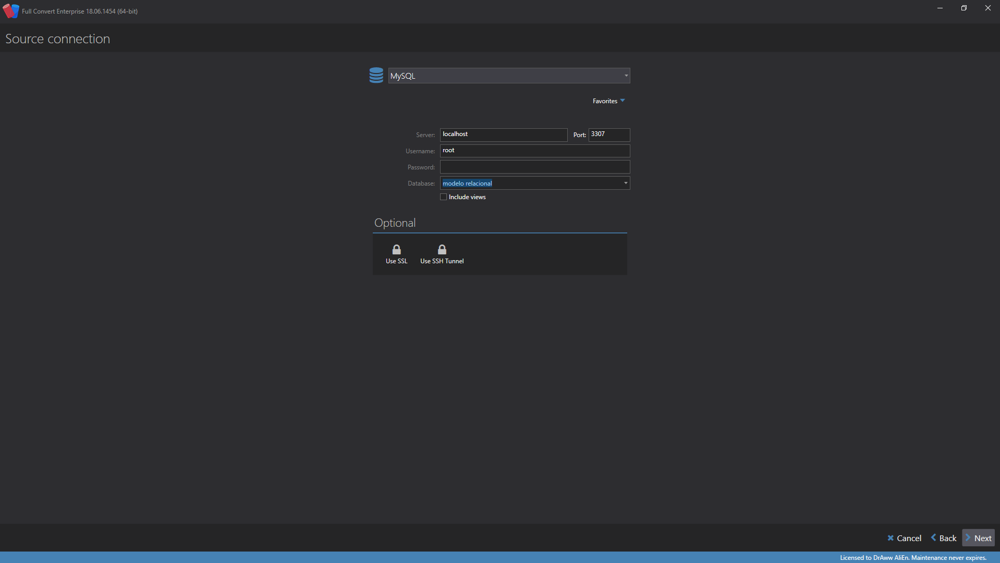 Full Convert Enterprise 18.06.1454 (64-bit)
Source connection
MySQL
Favorites
Server: localhost Port: 3307
Username: root
Password:
Database: modelo relacional
Include views
Optional
Use SSL Use SSH Tunnel
Cancel Back Next
Licensed to DrAww AliEn. Maintenance never expires.